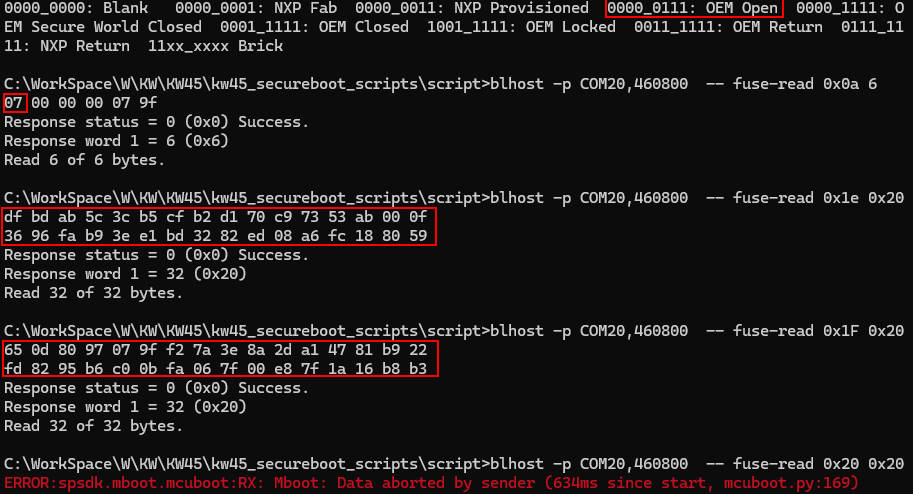 0000_0000: Blank   0000_0001: NXP Fab  0000_0011: NXP Provisioned  0000_0111: OEM Open  0000_1111: O
EM Secure World Closed  0001_1111: OEM Closed  1001_1111: OEM Locked  0011_1111: OEM Return  0111_11
11: NXP Return  11xx_xxxx Brick
C:\WorkSpace\W\KW\KW45\kw45_secureboot_scripts\script>blhost -p COM20,460800  -- fuse-read 0x0a 6
07 00 00 00 07 9f
Response status = 0 (0x0) Success.
Response word 1 = 6 (0x6)
Read 6 of 6 bytes.
C:\WorkSpace\W\KW\KW45\kw45_secureboot_scripts\script>blhost -p COM20,460800  -- fuse-read 0x1e 0x20
df bd ab 5c 3c b5 cf b2 d1 70 c9 73 53 ab 00 0f
36 96 fa b9 3e e1 bd 32 82 ed 08 a6 fc 18 80 59
Response status = 0 (0x0) Success.
Response word 1 = 32 (0x20)
Read 32 of 32 bytes.
C:\WorkSpace\W\KW\KW45\kw45_secureboot_scripts\script>blhost -p COM20,460800  -- fuse-read 0x1F 0x20
65 0d 80 97 07 9f f2 7a 3e 8a 2d a1 47 81 b9 22
fd 82 95 b6 c0 0b fa 06 7f 00 e8 7f 1a 16 b8 b3
Response status = 0 (0x0) Success.
Response word 1 = 32 (0x20)
Read 32 of 32 bytes.
C:\WorkSpace\W\KW\KW45\kw45_secureboot_scripts\script>blhost -p COM20,460800  -- fuse-read 0x20 0x20
ERROR:spsdk.mboot.mcuboot:RX: Mboot: Data aborted by sender (634ms since start, mcuboot.py:169)